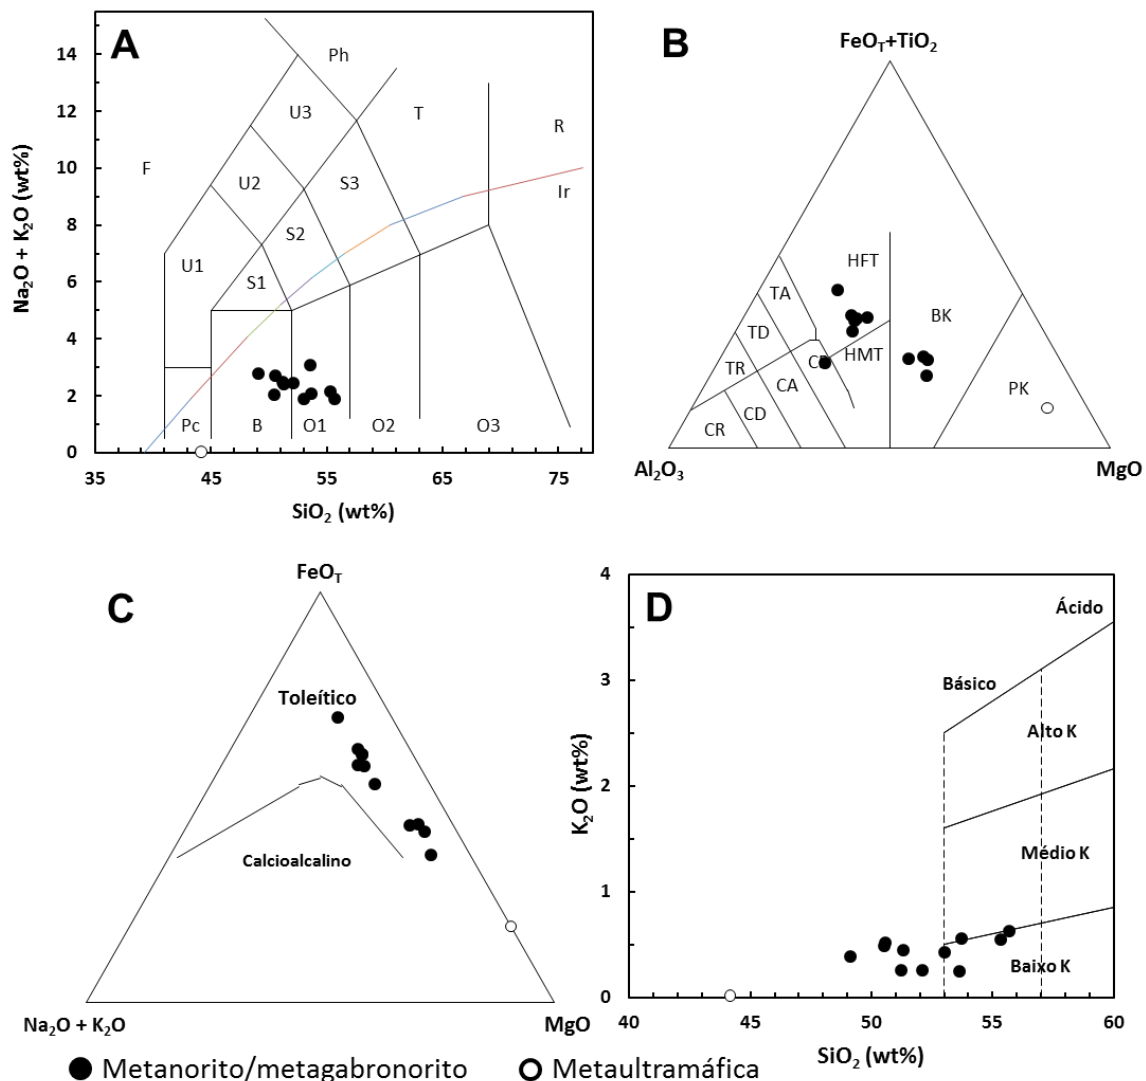 A
14
12
10
8
6
4
2
0
Na₂O + K₂O (wt%)
35
45
55
65
75
SiO₂ (wt%)
Ph
U3
T
R
F
U2
S3
Ir
S2
U1
S1
Pc
B
O1
O2
O3
B
FeO_T+TiO₂
HFT
TA
BK
TD
HMT
TR
CA
PK
CD
CR
Al₂O₃
MgO
C
FeO_T
Toleítico
Calcioalcalino
Na₂O + K₂O
MgO
D
4
3
2
1
0
K₂O (wt%)
Ácido
Básico
Alto K
Médio K
Baixo K
40
45
50
55
60
SiO₂ (wt%)
Metanorito/metagabronorito
Metaultramáfica